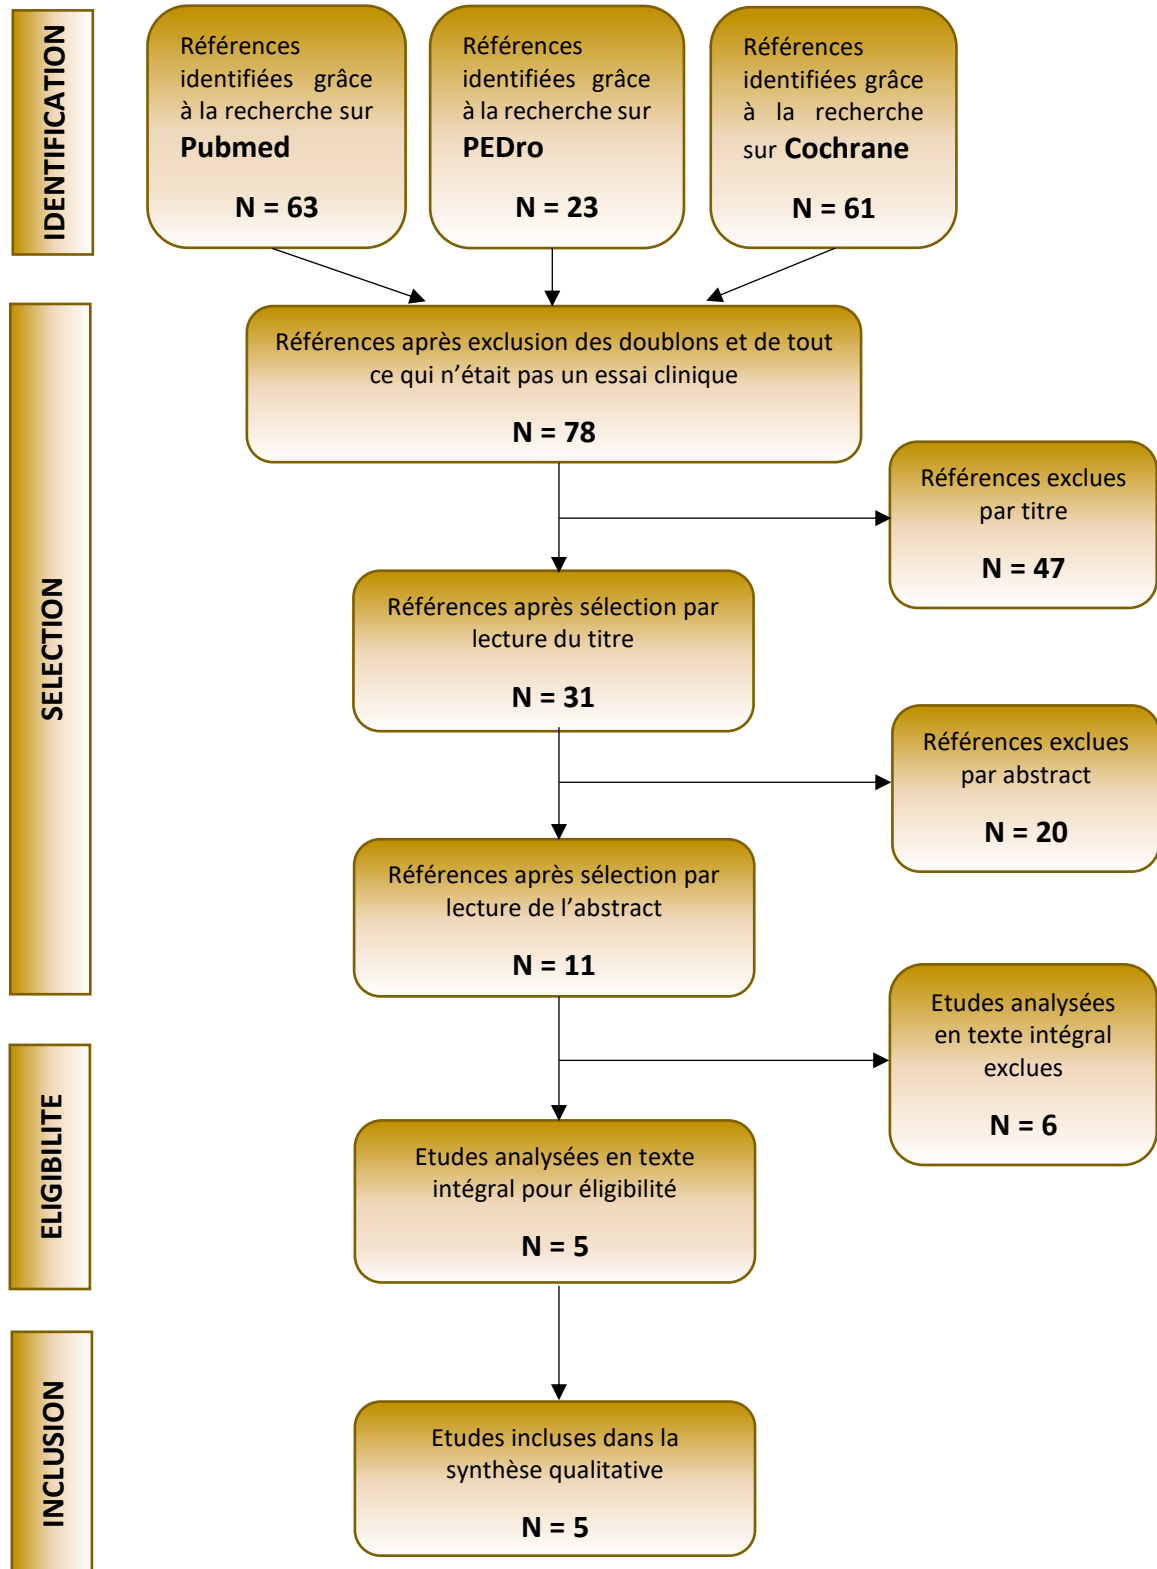 IDENTIFICATION
Références
identifiées grâce
à la recherche sur
Pubmed
N = 63
Références
identifiées grâce
à la recherche sur
PEDro
N = 23
Références
identifiées grâce
à la recherche
sur Cochrane
N = 61
SELECTION
Références après exclusion des doublons et de tout
ce qui n’était pas un essai clinique
N = 78
Références exclues
par titre
N = 47
Références après sélection par
lecture du titre
N = 31
Références exclues
par abstract
N = 20
Références après sélection par
lecture de l’abstract
N = 11
Etudes analysées
en texte intégral
exclues
N = 6
ELIGIBILITE
Etudes analysées en texte
intégral pour éligibilité
N = 5
INCLUSION
Etudes incluses dans la
synthèse qualitative
N = 5